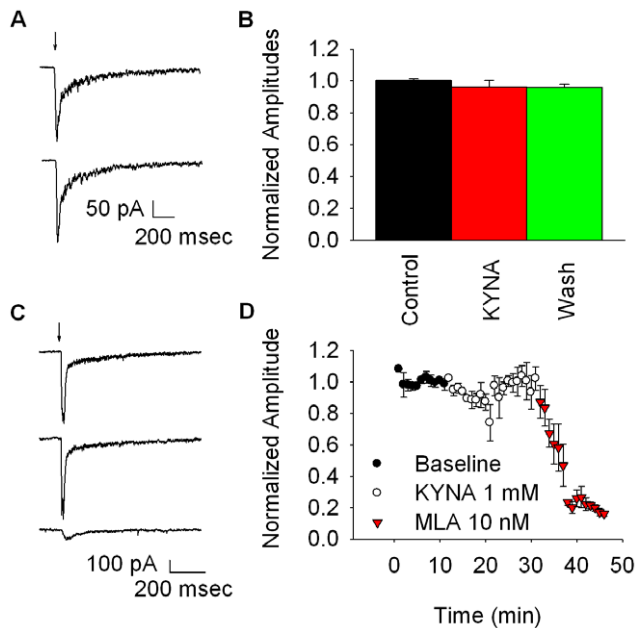 A
50 pA
200 msec
B
Normalized Amplitudes
1.2
1.0
0.8
0.6
0.4
0.2
0.0
Control
KYNA
Wash
C
100 pA
200 msec
D
Normalized Amplitude
1.2
1.0
0.8
0.6
0.4
0.2
0.0
Baseline
KYNA 1 mM
MLA 10 nM
0 10 20 30 40 50
Time (min)